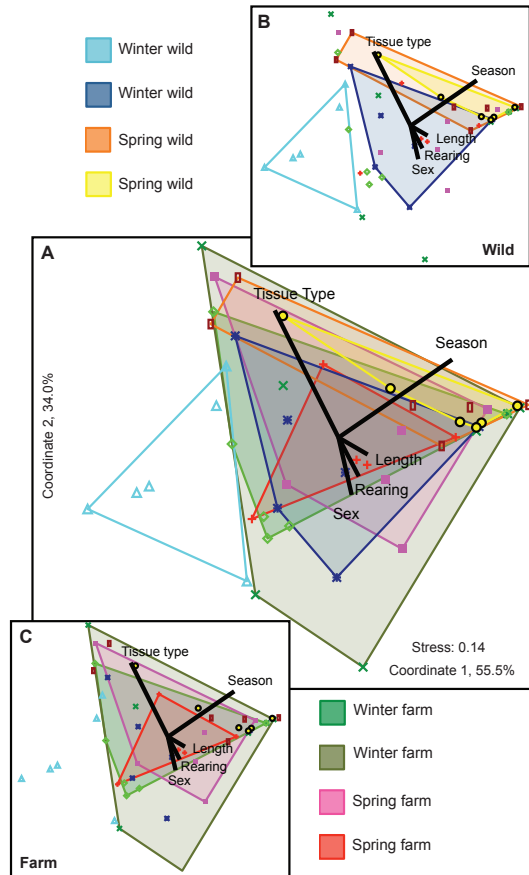 Winter wild
Winter wild
Spring wild
Spring wild
B
Tissue type
Season
Length
Rearing
Sex
Wild
A
Tissue Type
Season
Length
Rearing
Sex
Coordinate 2, 34.0%
Stress: 0.14
Coordinate 1, 55.5%
C
Tissue type
Season
Length
Rearing
Sex
Farm
Winter farm
Winter farm
Spring farm
Spring farm